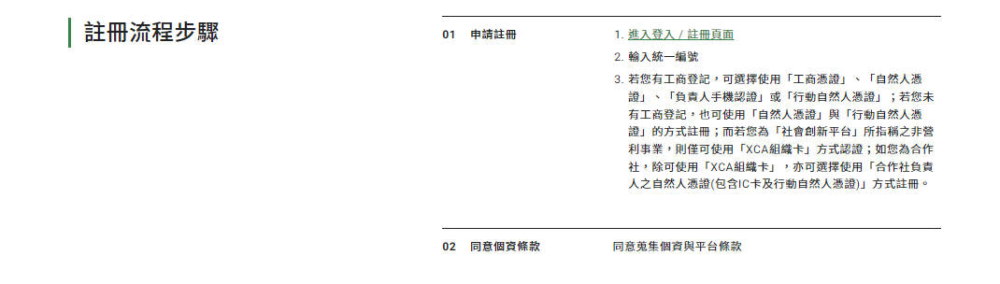 註冊流程步驟
01 申請註冊 1. 進入登入 / 註冊頁面
2. 輸入統一編號
3. 若您有工商登記，可選擇使用「工商憑證」、「自然人憑
證」、「負責人手機認證」或「行動自然人憑證」；若您未
有工商登記，也可使用「自然人憑證」與「行動自然人憑
證」的方式註冊；而若您為「社會創新平台」所指稱之非營
利事業，則僅可使用「XCA組織卡」方式認證；如您為合作
社，除可使用「XCA組織卡」，亦可選擇使用「合作社負責
人之自然人憑證(包含IC卡及行動自然人憑證)」方式註冊。
02 同意個資條款 同意蒐集個資與平台條款